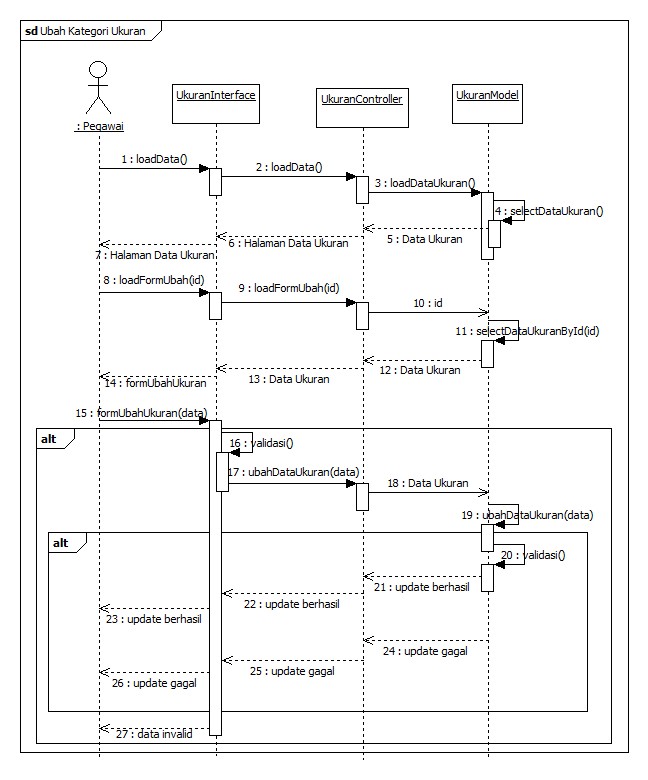 sd Ubah Kategori Ukuran
: Pegawai
UkuranInterface
UkuranController
UkuranModel
1 : loadData()
2 : loadData()
3 : loadDataUkuran()
4 : selectDataUkuran()
5 : Data Ukuran
6 : Halaman Data Ukuran
7 : Halaman Data Ukuran
8 : loadFormUbah(id)
9 : loadFormUbah(id)
10 : id
11 : selectDataUkuranById(id)
12 : Data Ukuran
13 : Data Ukuran
14 : formUbahUkuran
15 : formUbahUkuran(data)
alt
16 : validasi()
17 : ubahDataUkuran(data)
18 : Data Ukuran
19 : ubahDataUkuran(data)
alt
20 : validasi()
21 : update berhasil
22 : update berhasil
23 : update berhasil
24 : update gagal
25 : update gagal
26 : update gagal
27 : data invalid